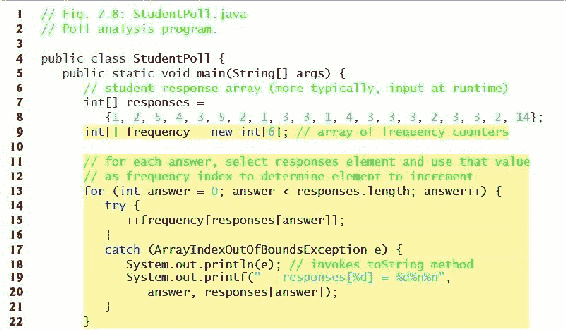 1 // Fig. 7.8: StudentPoll.java
2 // Poll analysis program.
3
4 public class StudentPoll {
5 public static void main(String[] args) {
6 // student response array (more typically, input at runtime)
7 int[] responses =
8 {1, 2, 5, 4, 3, 5, 2, 1, 3, 3, 1, 4, 3, 3, 3, 2, 3, 3, 2, 14};
9 int[] frequency = new int[6]; // array of frequency counters
10
11 // for each answer, select responses element and use that value
12 // as frequency index to determine element to increment
13 for (int answer = 0; answer < responses.length; answer++) {
14 try {
15 ++frequency[responses[answer]];
16 }
17 catch (ArrayIndexOutOfBoundsException e) {
18 System.out.println(e); // invokes toString method
19 System.out.printf(" responses[%d] = %d%n%n",
20 answer, responses[answer]);
21 }
22 }